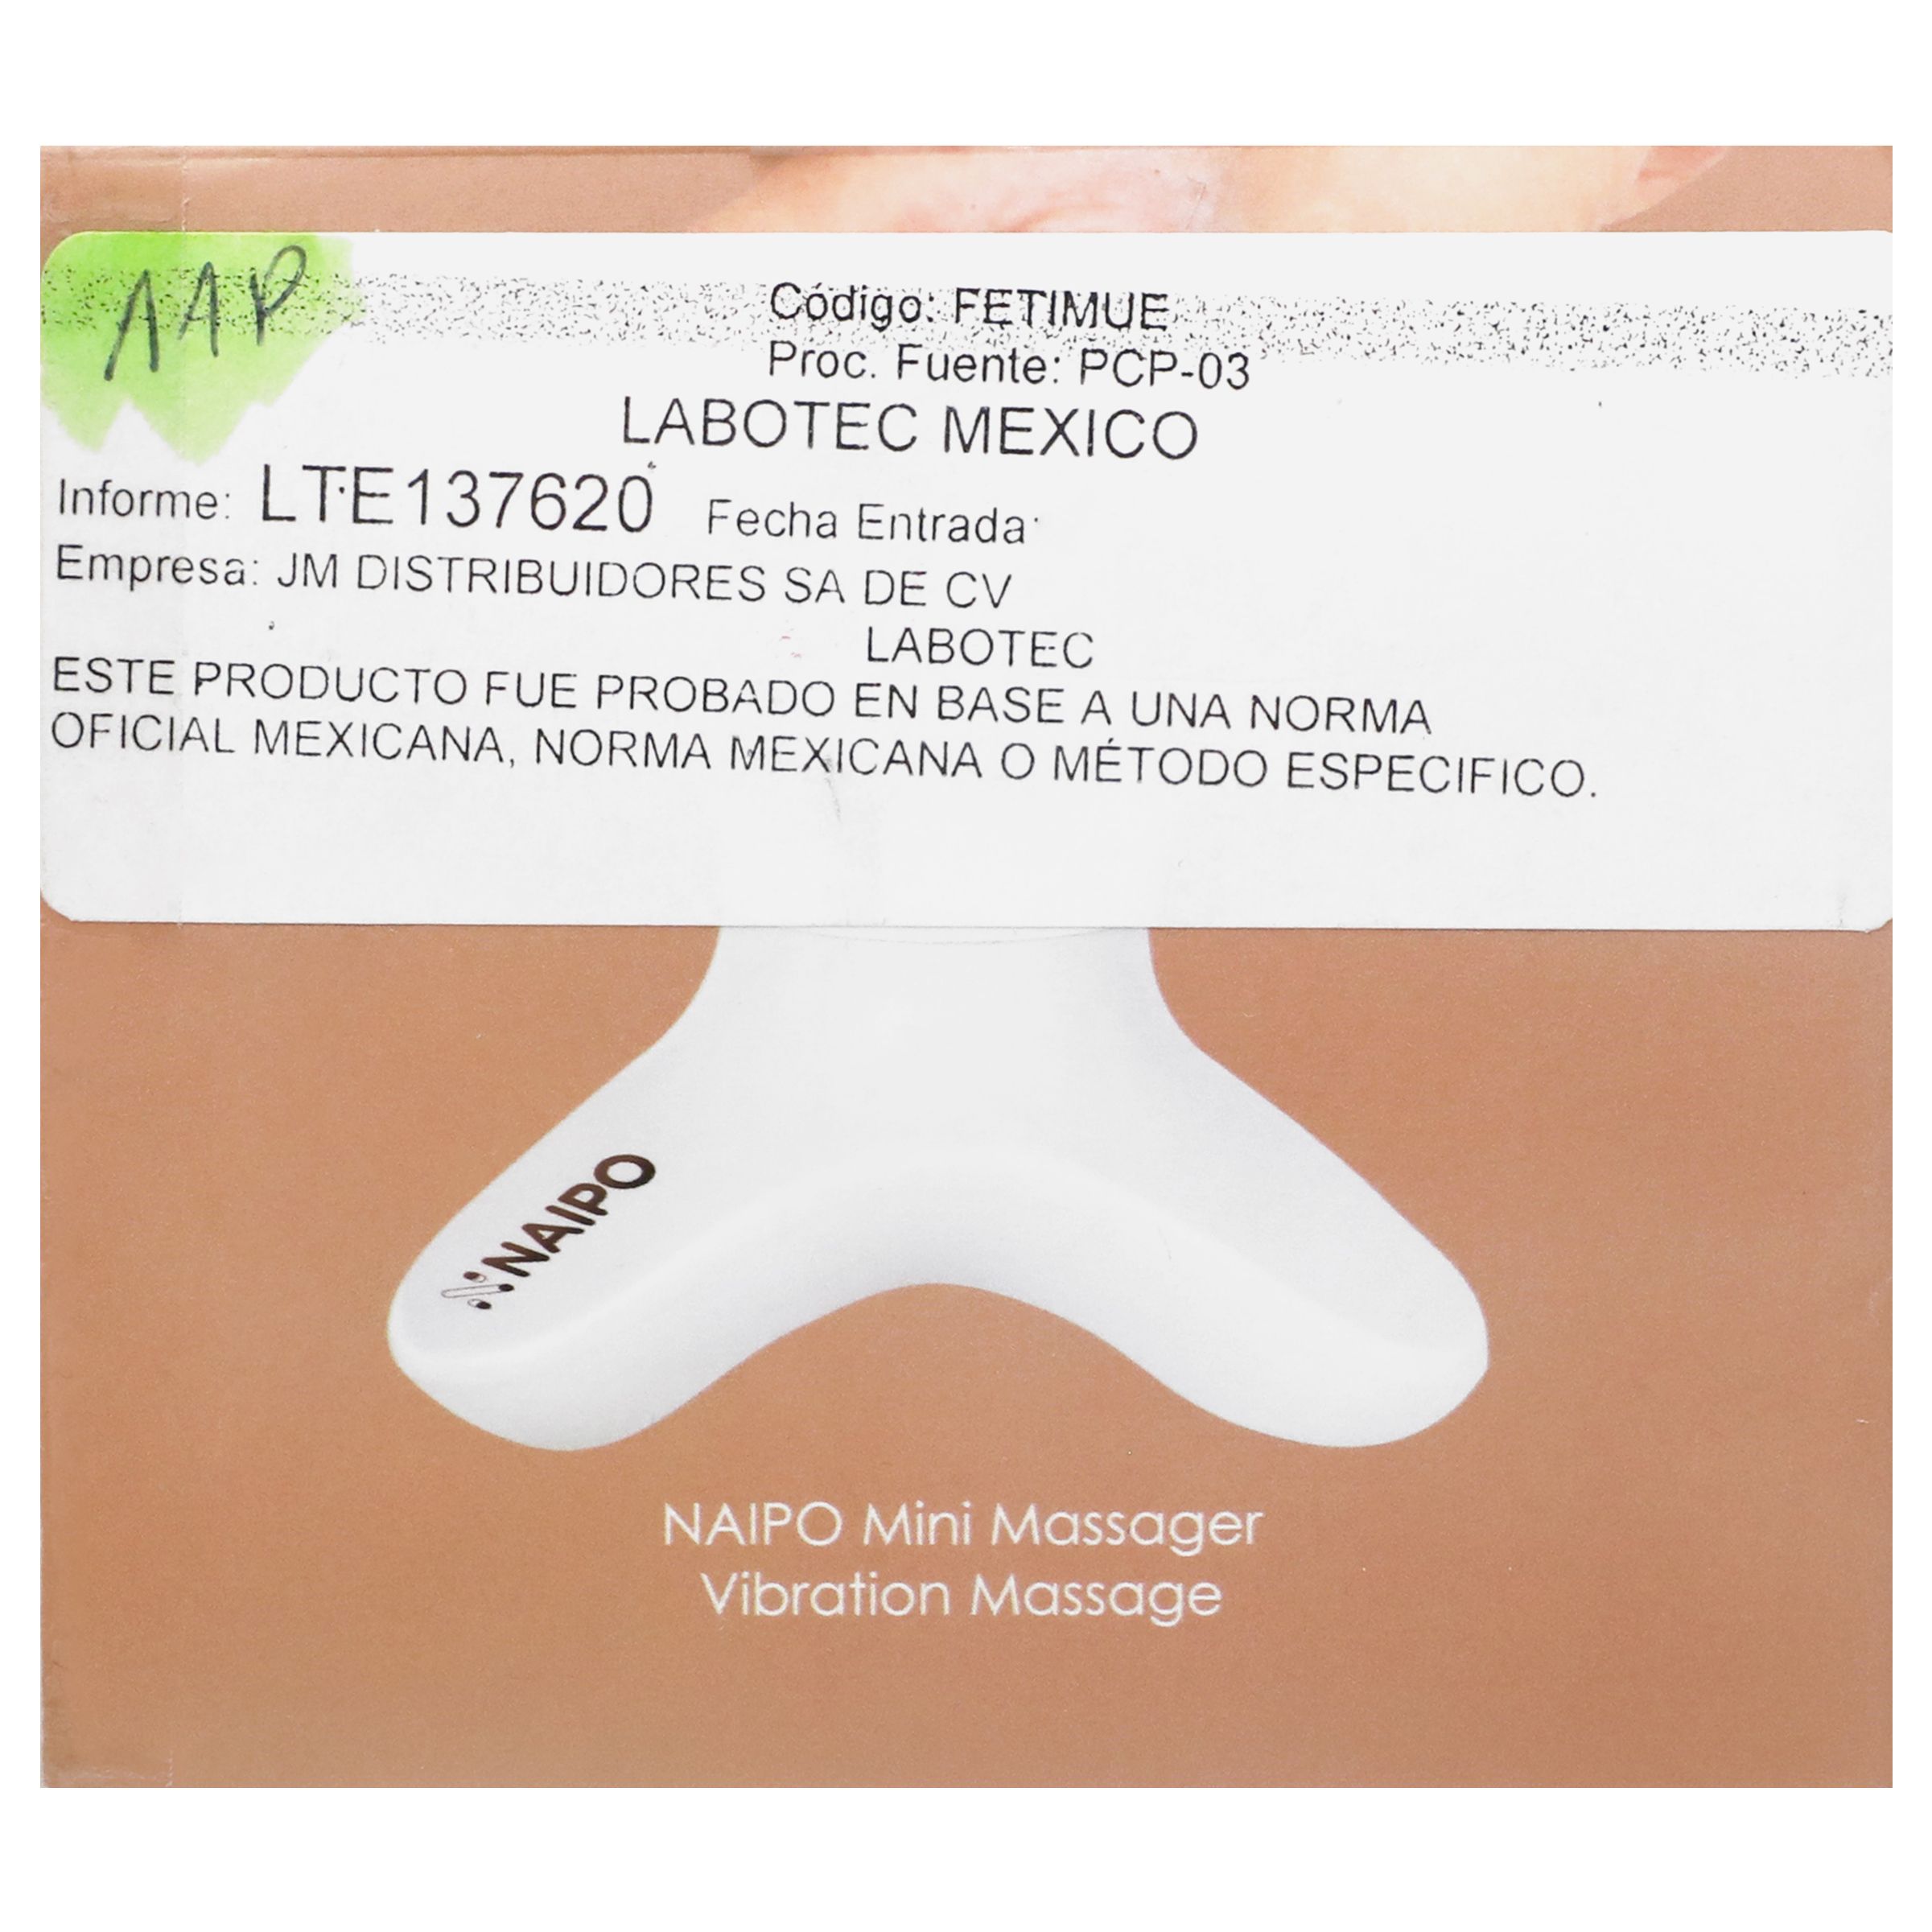 AAP
Código: FETIMUE
Proc. Fuente: PCP-03
LABOTEC MEXICO
Informe: LTE137620 Fecha Entrada:
Empresa: JM DISTRIBUIDORES SA DE CV
LABOTEC
ESTE PRODUCTO FUE PROBADO EN BASE A UNA NORMA
OFICIAL MEXICANA, NORMA MEXICANA O MÉTODO ESPECIFICO.
NAIPO
NAIPO Mini Massager
Vibration Massage